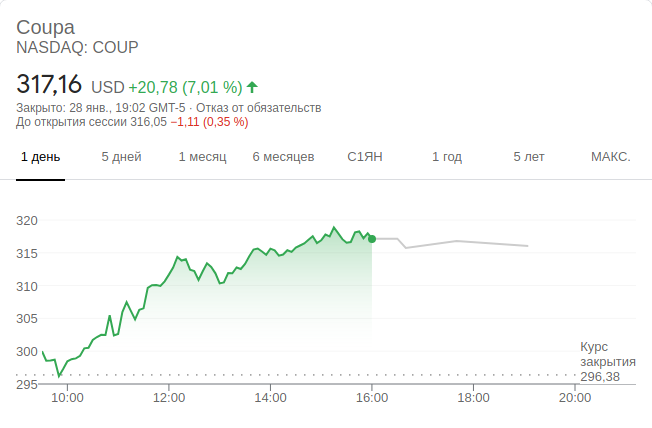 Coupa
NASDAQ: COUP
317,16 USD +20,78 (7,01 %)
Закрыто: 28 янв., 19:02 GMT-5 · Отказ от обязательств
До открытия сессии 316,05 −1,11 (0,35 %)
1 день 5 дней 1 месяц 6 месяцев С1ЯН 1 год 5 лет МАКС.
320
315
310
305
300
Курс
закрытия
296,38
295
10:00 12:00 14:00 16:00 18:00 20:00